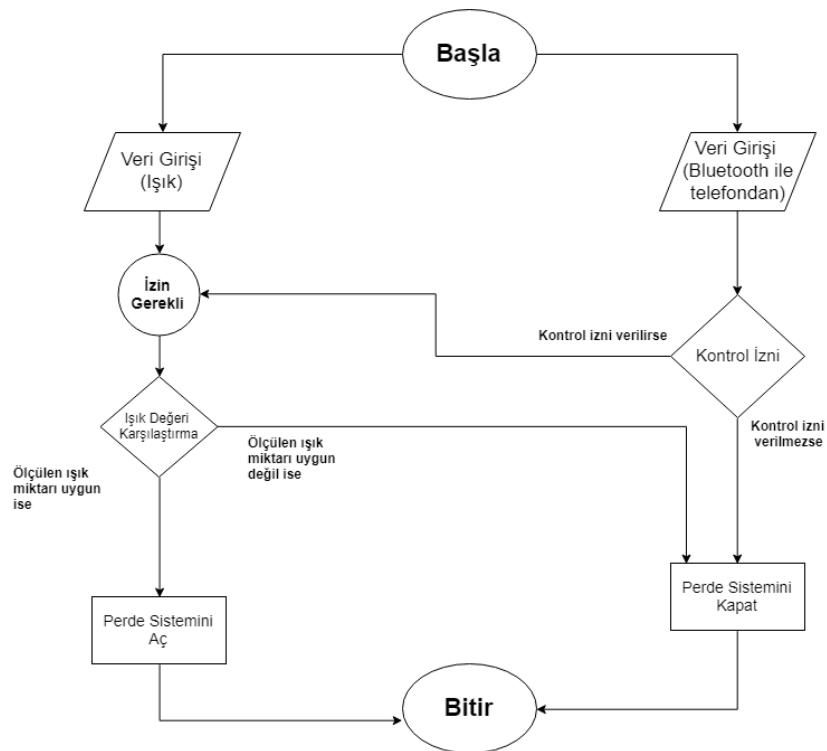 Başla
Veri Girişi
(Işık)
Veri Girişi
(Bluetooth ile
telefondan)
İzin
Gerekli
Kontrol izni verilirse
Kontrol İzni
Işık Değeri
Karşılaştırma
Ölçülen ışık
miktarı uygun
değil ise
Kontrol izni
verilmezse
Ölçülen ışık
miktarı uygun
ise
Perde Sistemini
Aç
Perde Sistemini
Kapat
Bitir